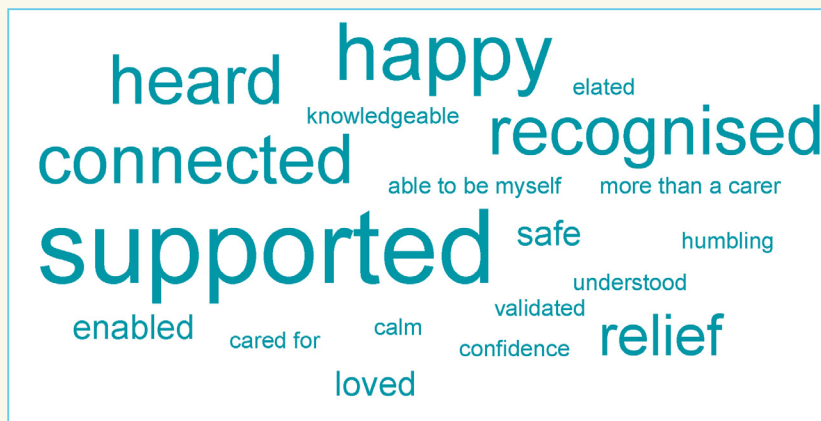 happy
heard
elated
knowledgeable
recognised
connected
able to be myself
more than a carer
supported
safe
humbling
understood
validated
enabled
calm
cared for
confidence
relief
loved